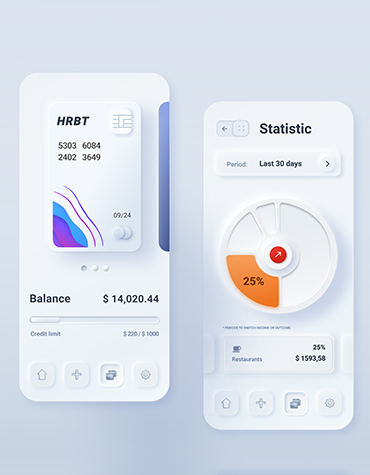 HRBT
5303 6084
2402 3649
09/24
Balance $ 14,020.44
Credit limit $ 220 / $ 1000
Statistic
Period: Last 30 days
25%
* PERIODS TO SWITCH INCOME OR OUTCOME.
25%
Restaurants $ 1593,58